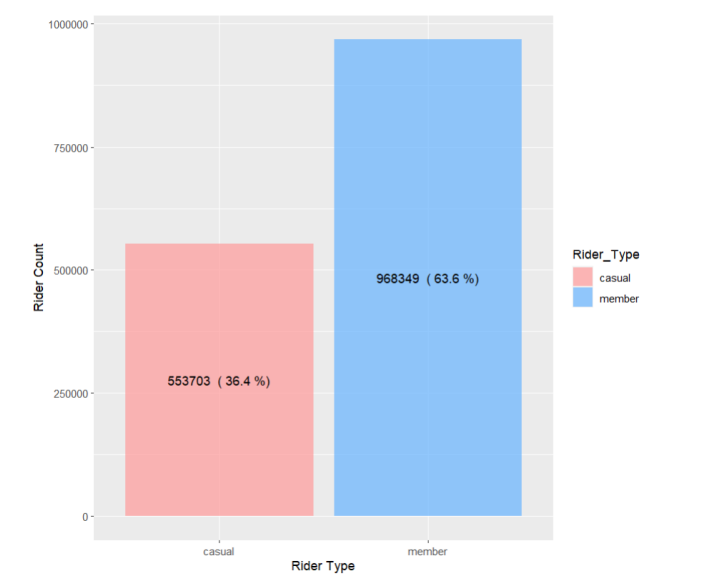 1000000
750000
500000
250000
0
Rider Count
968349 ( 63.6 %)
553703 ( 36.4 %)
casual
member
Rider Type
Rider_Type
casual
member